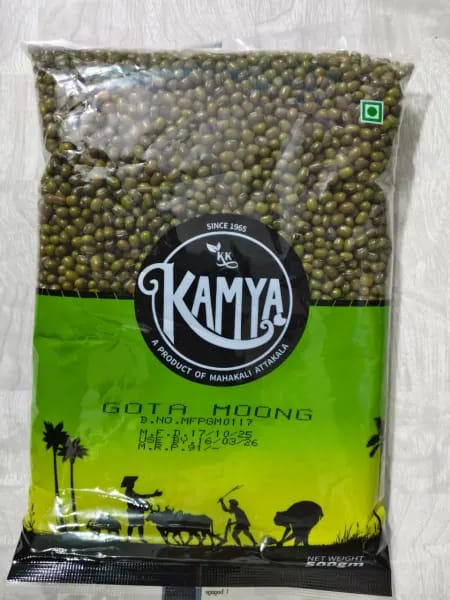 SINCE 1965
KK
KAMYA
A PRODUCT OF MAHAKALI ATTAKALA
GOTA MOONG
B.NO.MFPGM0117
M.F.D.17/10/25
USE BY.16/03/26
M.R.P.91/-
NET WEIGHT
500gm